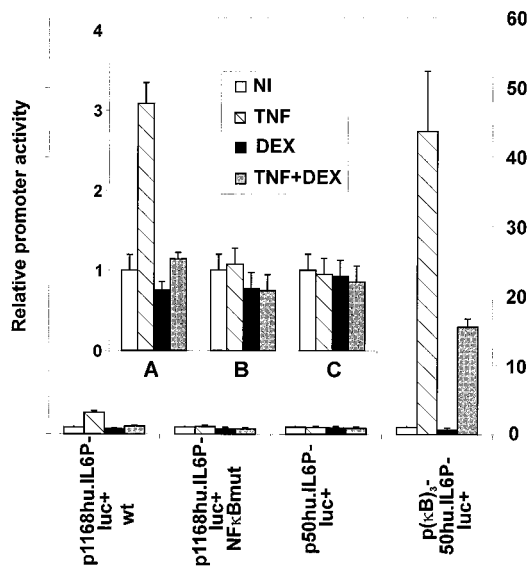 Relative promoter activity
4
3
2
1
0
NI
TNF
DEX
TNF+DEX
A
B
C
60
50
40
30
20
10
0
p1168hu.IL6P-
luc+
wt
p1168hu.IL6P-
luc+
NFκBmut
p50hu.IL6P-
luc+
p(κB)₃-
50hu.IL6P-
luc+